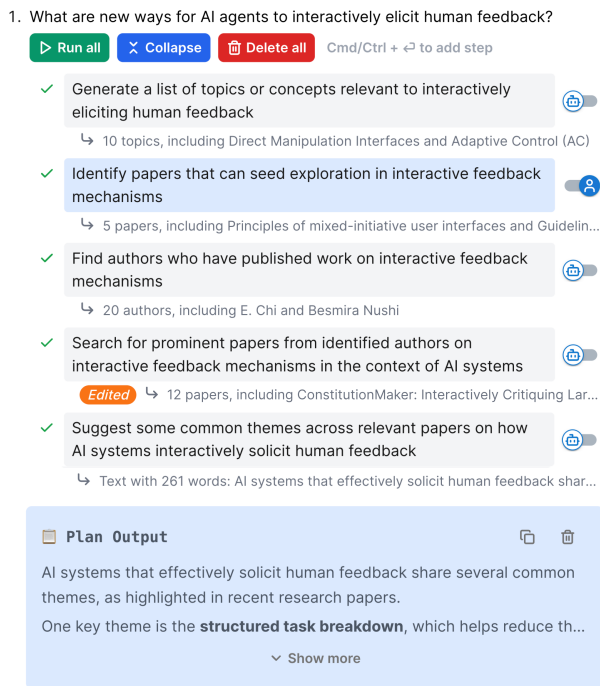 1. What are new ways for AI agents to interactively elicit human feedback?
Run all Collapse Delete all Cmd/Ctrl + ↵ to add step
Generate a list of topics or concepts relevant to interactively
eliciting human feedback
10 topics, including Direct Manipulation Interfaces and Adaptive Control (AC)
Identify papers that can seed exploration in interactive feedback
mechanisms
5 papers, including Principles of mixed-initiative user interfaces and Guidelin...
Find authors who have published work on interactive feedback
mechanisms
20 authors, including E. Chi and Besmira Nushi
Search for prominent papers from identified authors on
interactive feedback mechanisms in the context of AI systems
Edited 12 papers, including ConstitutionMaker: Interactively Critiquing Lar...
Suggest some common themes across relevant papers on how
AI systems interactively solicit human feedback
Text with 261 words: AI systems that effectively solicit human feedback shar...
Plan Output
AI systems that effectively solicit human feedback share several common
themes, as highlighted in recent research papers.
One key theme is the structured task breakdown, which helps reduce th...
Show more